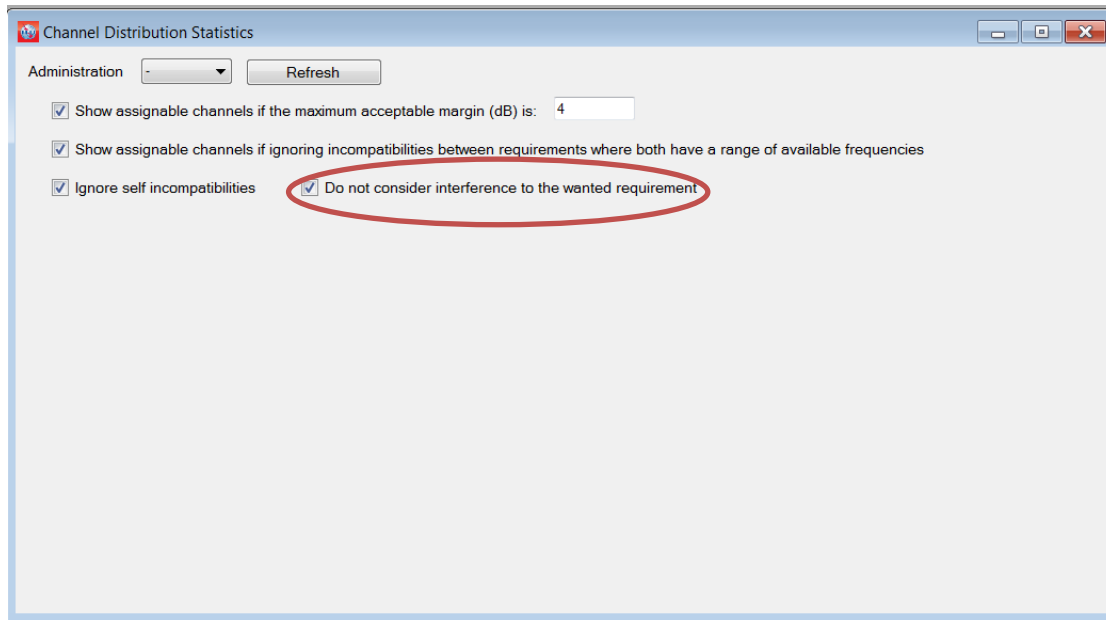 Channel Distribution Statistics
Administration - Refresh
Show assignable channels if the maximum acceptable margin (dB) is: 4
Show assignable channels if ignoring incompatibilities between requirements where both have a range of available frequencies
Ignore self incompatibilities Do not consider interference to the wanted requirement